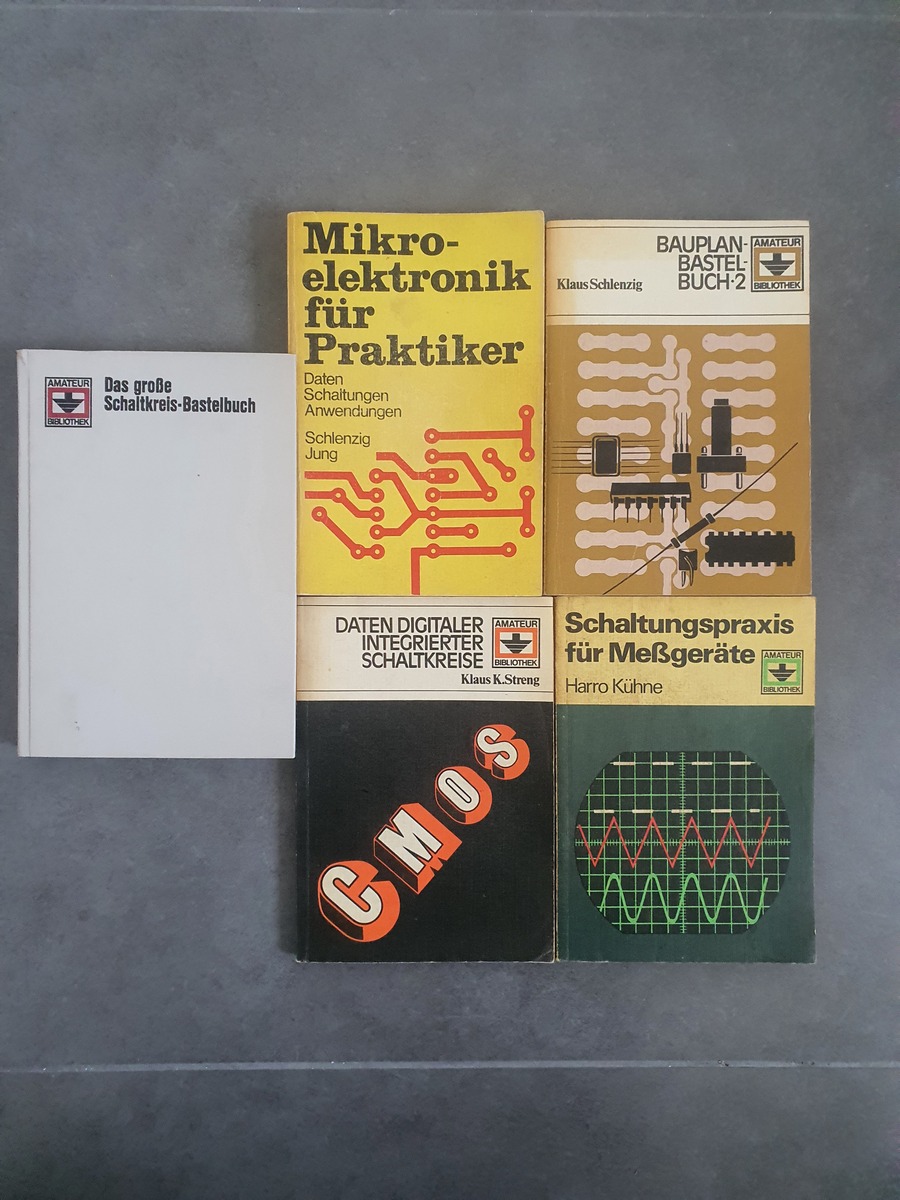 AMATEUR
BIBLIOTHEK
Das große
Schaltkreis-Bastelbuch
Mikro-
elektronik
für
Praktiker
Daten
Schaltungen
Anwendungen
Schlenzig
Jung
BAUPLAN-
BASTEL-
BUCH·2
Klaus Schlenzig
AMATEUR
BIBLIOTHEK
DATEN DIGITALER
INTEGRIERTER
SCHALTKREISE
Klaus K. Streng
AMATEUR
BIBLIOTHEK
CMOS
Schaltungspraxis
für Meßgeräte
Harro Kühne
AMATEUR
BIBLIOTHEK